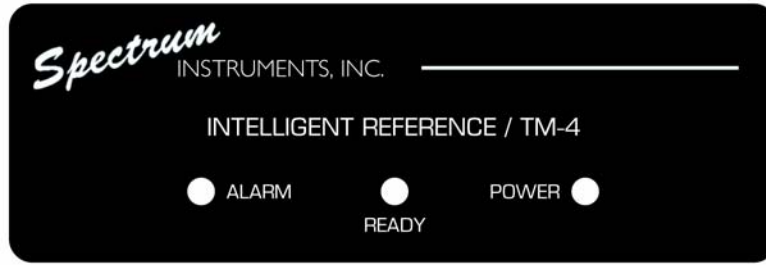 Spectrum
INSTRUMENTS, INC.
INTELLIGENT REFERENCE / TM-4
ALARM
POWER
READY